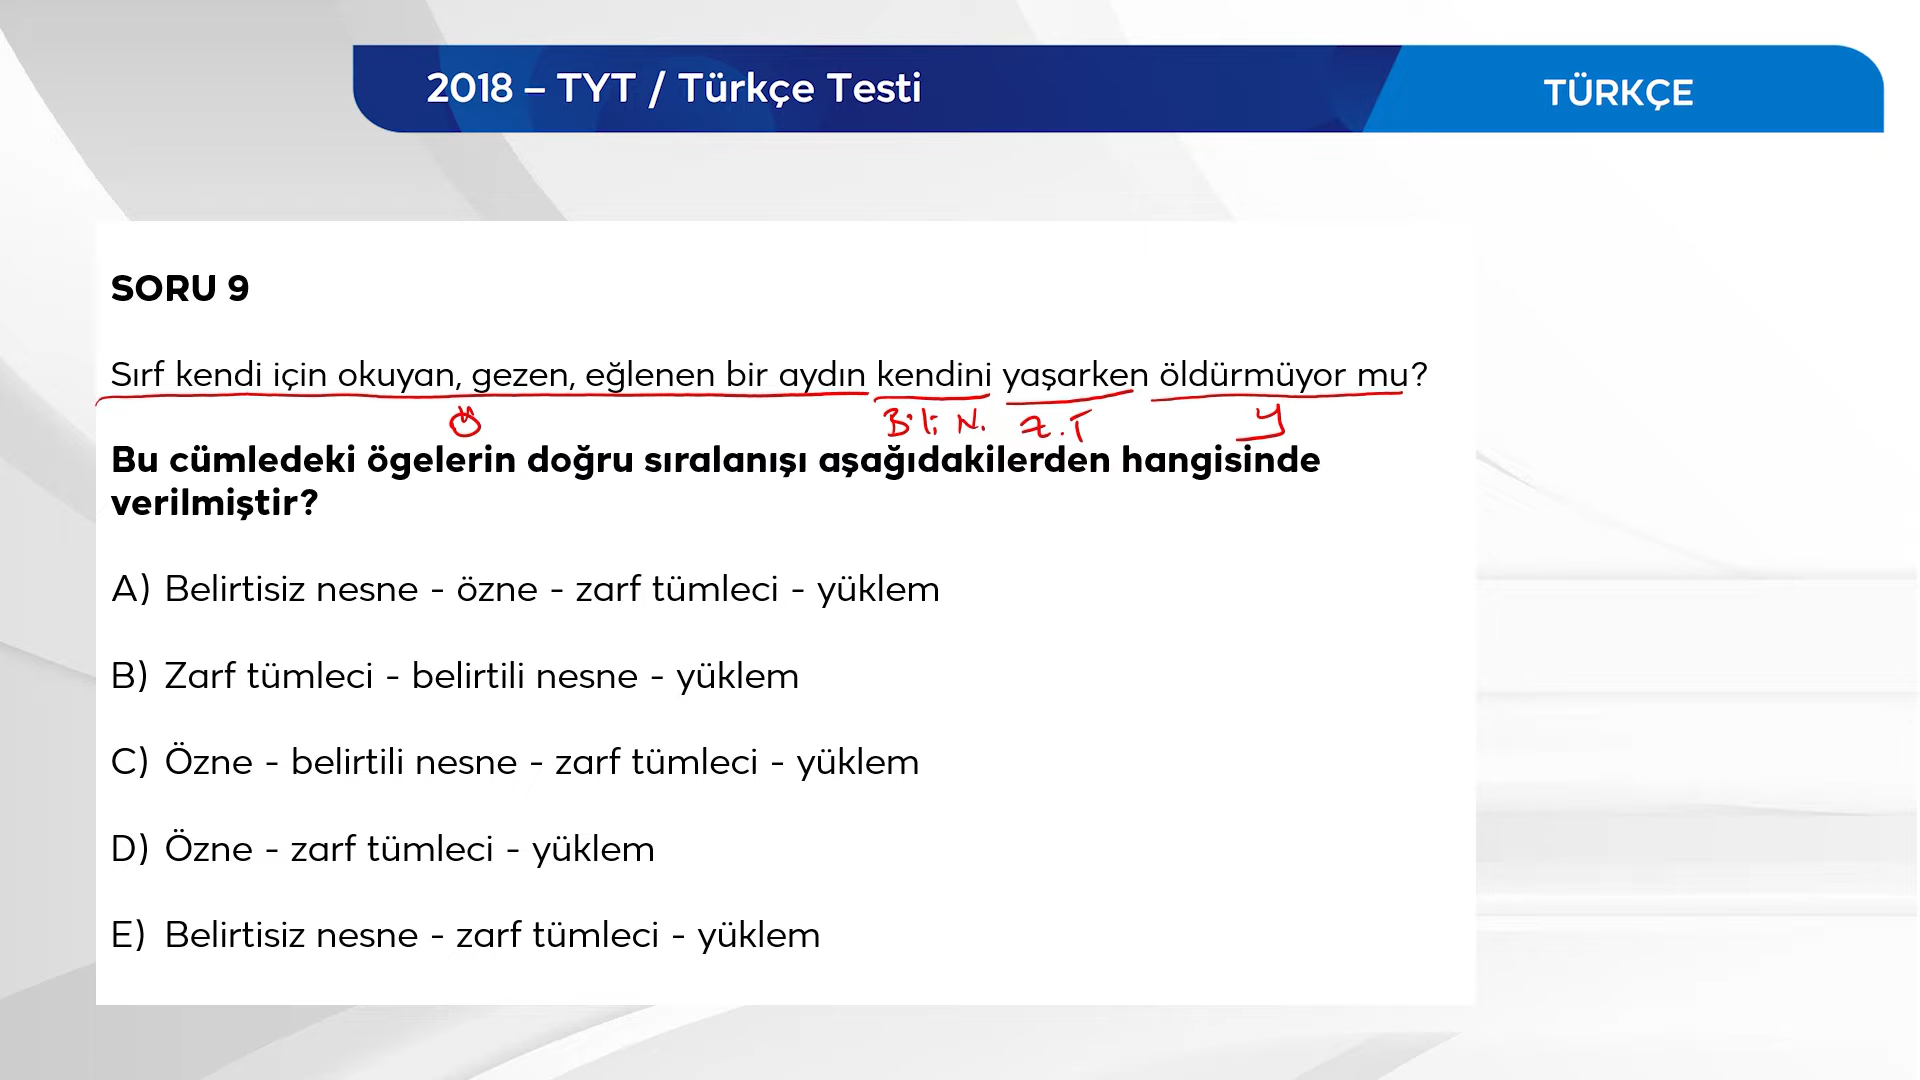 2018 – TYT / Türkçe Testi
TÜRKÇE
SORU 9
Sırf kendi için okuyan, gezen, eğlenen bir aydın kendini yaşarken öldürmüyor mu?
Ö B'li N. Z.T Y
Bu cümledeki ögelerin doğru sıralanışı aşağıdakilerden hangisinde
verilmiştir?
A) Belirtisiz nesne - özne - zarf tümleci - yüklem
B) Zarf tümleci - belirtili nesne - yüklem
C) Özne - belirtili nesne - zarf tümleci - yüklem
D) Özne - zarf tümleci - yüklem
E) Belirtisiz nesne - zarf tümleci - yüklem